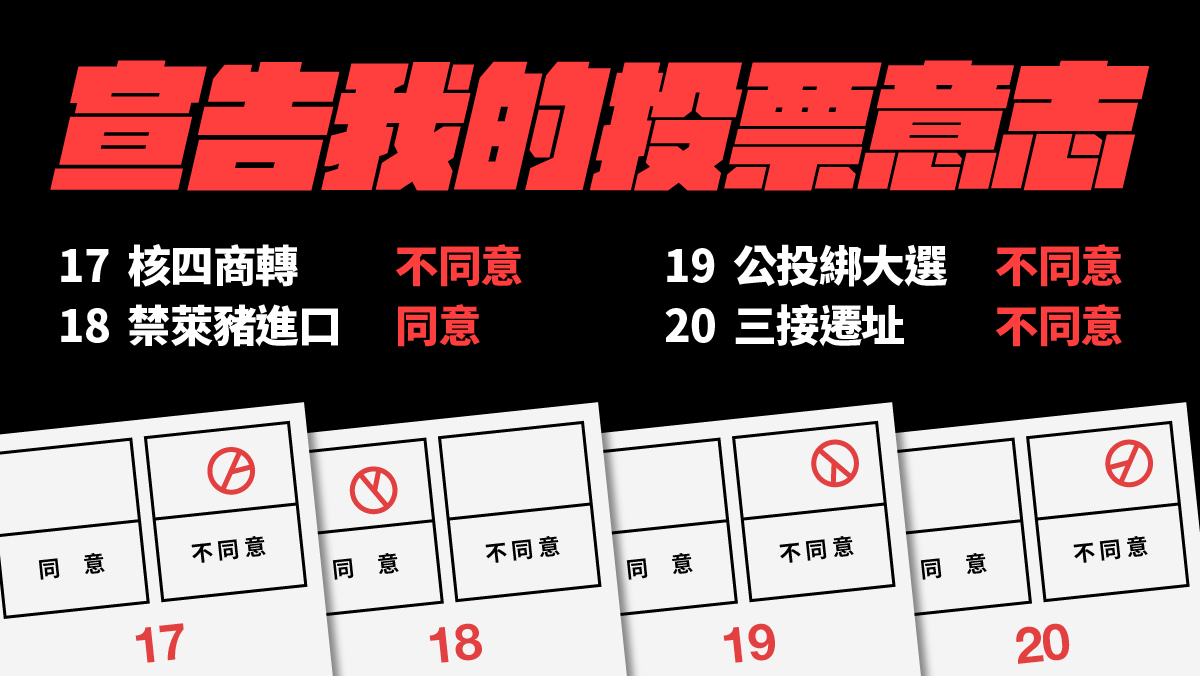 宣告我的投票意志
17 核四商轉 不同意
18 禁萊豬進口 同意
19 公投綁大選 不同意
20 三接遷址 不同意
同意 不同意
17
同意 不同意
18
同意 不同意
19
同意 不同意
20